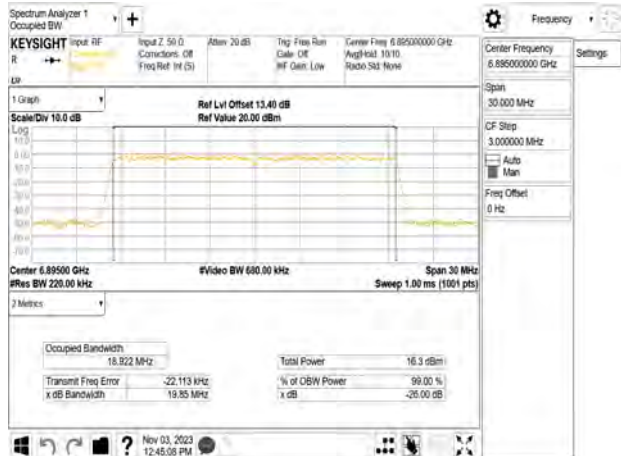 Spectrum Analyzer 1
Occupied BW
+
Frequency
KEYSIGHT
Input: RF
Input Z: 50 Ω
Corrections: Off
Freq Ref: Int (S)
Atten: 20 dB
Trig: Free Run
Gate: Off
#IF Gain: Low
Center Freq: 6.895000000 GHz
Avg|Hold: 10/10
Radio Std: None
R
Center Frequency
6.895000000 GHz
Settings
Span
30.000 MHz
CF Step
3.000000 MHz
Auto
Man
Freq Offset
0 Hz
1 Graph
Scale/Div 10.0 dB
Ref Lvl Offset 13.40 dB
Ref Value 20.00 dBm
Log
10.0
0.00
Center 6.89500 GHz
#Res BW 220.00 kHz
#Video BW 680.00 kHz
Span 30 MHz
Sweep 1.00 ms (1001 pts)
2 Metrics
Occupied Bandwidth
18.922 MHz
Total Power
16.3 dBm
Transmit Freq Error
-22.113 kHz
% of OBW Power
99.00 %
x dB Bandwidth
19.85 MHz
x dB
-26.00 dB
?
Nov 03, 2023
12:45:08 PM